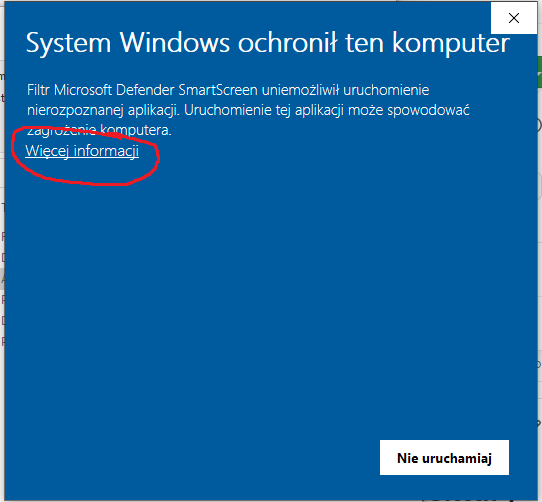 System Windows ochronił ten komputer
Filtr Microsoft Defender SmartScreen uniemożliwił uruchomienie
nierozpoznanej aplikacji. Uruchomienie tej aplikacji może spowodować
zagrożenie komputera.
Więcej informacji
Nie uruchamiaj